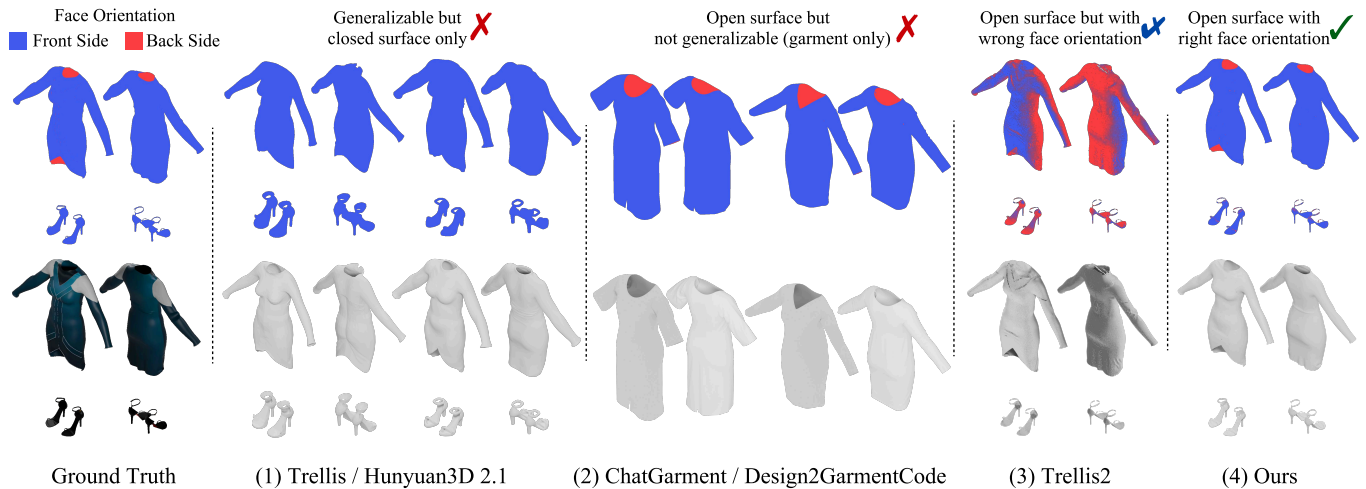 Face Orientation
Front Side
Back Side
Generalizable but
closed surface only
Open surface but
not generalizable (garment only)
Open surface but with
wrong face orientation
Open surface with
right face orientation
Ground Truth
(1) Trellis / Hunyuan3D 2.1
(2) ChatGarment / Design2GarmentCode
(3) Trellis2
(4) Ours